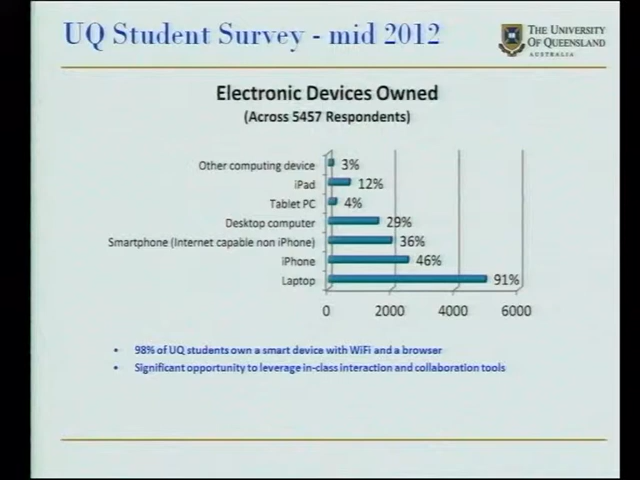 UQ Student Survey - mid 2012
THE UNIVERSITY
OF QUEENSLAND
AUSTRALIA
Electronic Devices Owned
(Across 5457 Respondents)
Other computing device 3%
iPad 12%
Tablet PC 4%
Desktop computer 29%
Smartphone (Internet capable non iPhone) 36%
iPhone 46%
Laptop 91%
0 2000 4000 6000
• 98% of UQ students own a smart device with WiFi and a browser
• Significant opportunity to leverage in-class interaction and collaboration tools